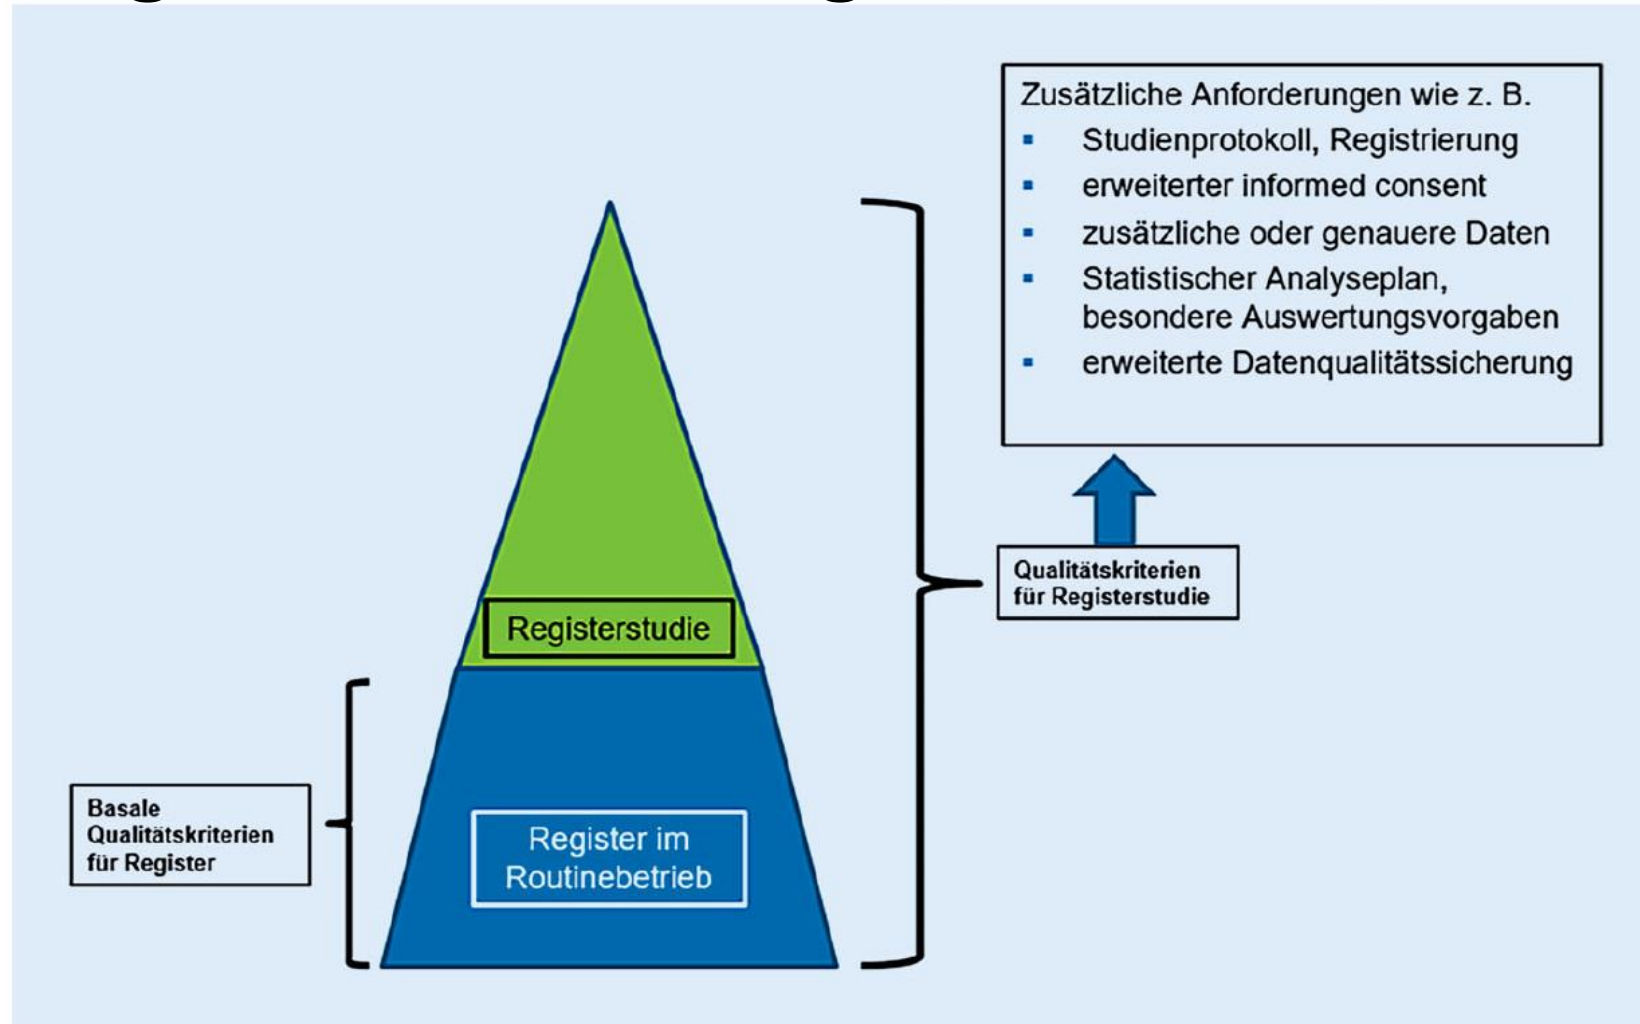 Zusätzliche Anforderungen wie z. B.
▪ Studienprotokoll, Registrierung
▪ erweiterter informed consent
▪ zusätzliche oder genauere Daten
▪ Statistischer Analyseplan,
besondere Auswertungsvorgaben
▪ erweiterte Datenqualitätssicherung
Qualitätskriterien
für Registerstudie
Registerstudie
Basale
Qualitätskriterien
für Register
Register im
Routinebetrieb